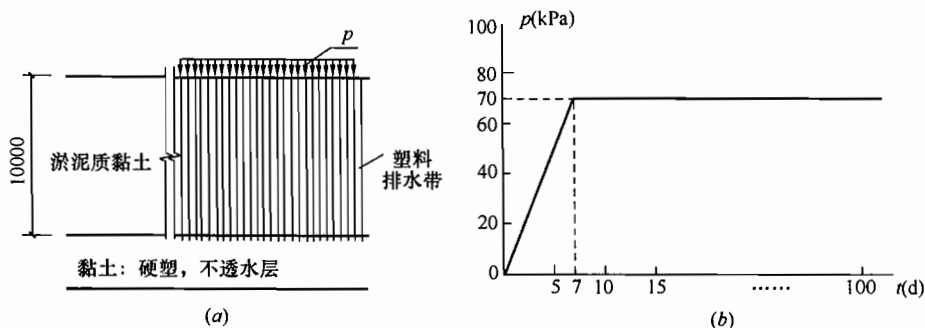 p
10000
淤泥质黏土
塑料
排水带
黏土：硬塑，不透水层
(a)
p(kPa)
100
80
70
60
40
20
0
5 7 10 15 …… 100 t(d)
(b)